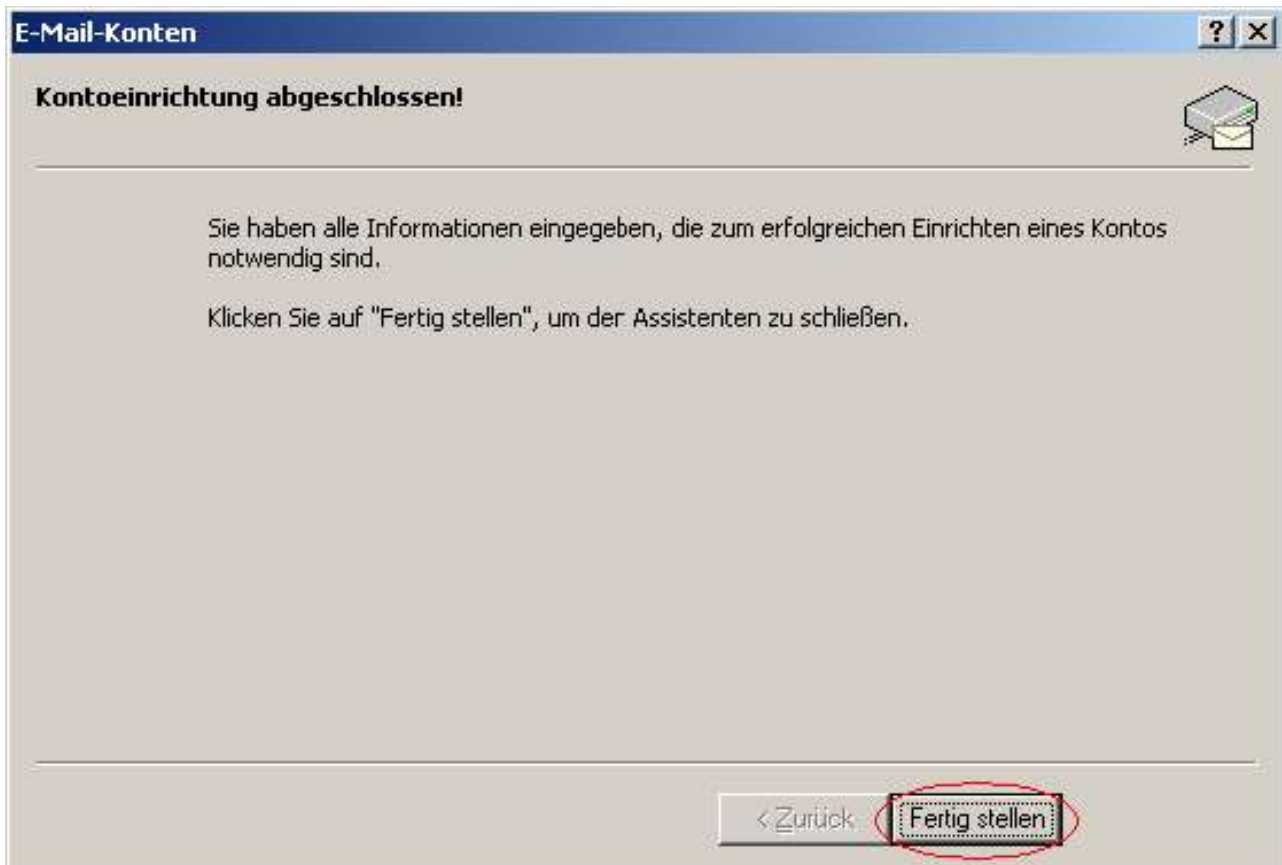 E-Mail-Konten
Kontoeinrichtung abgeschlossen!
Sie haben alle Informationen eingegeben, die zum erfolgreichen Einrichten eines Kontos
notwendig sind.
Klicken Sie auf "Fertig stellen", um der Assistenten zu schließen.
< Zurück
Fertig stellen